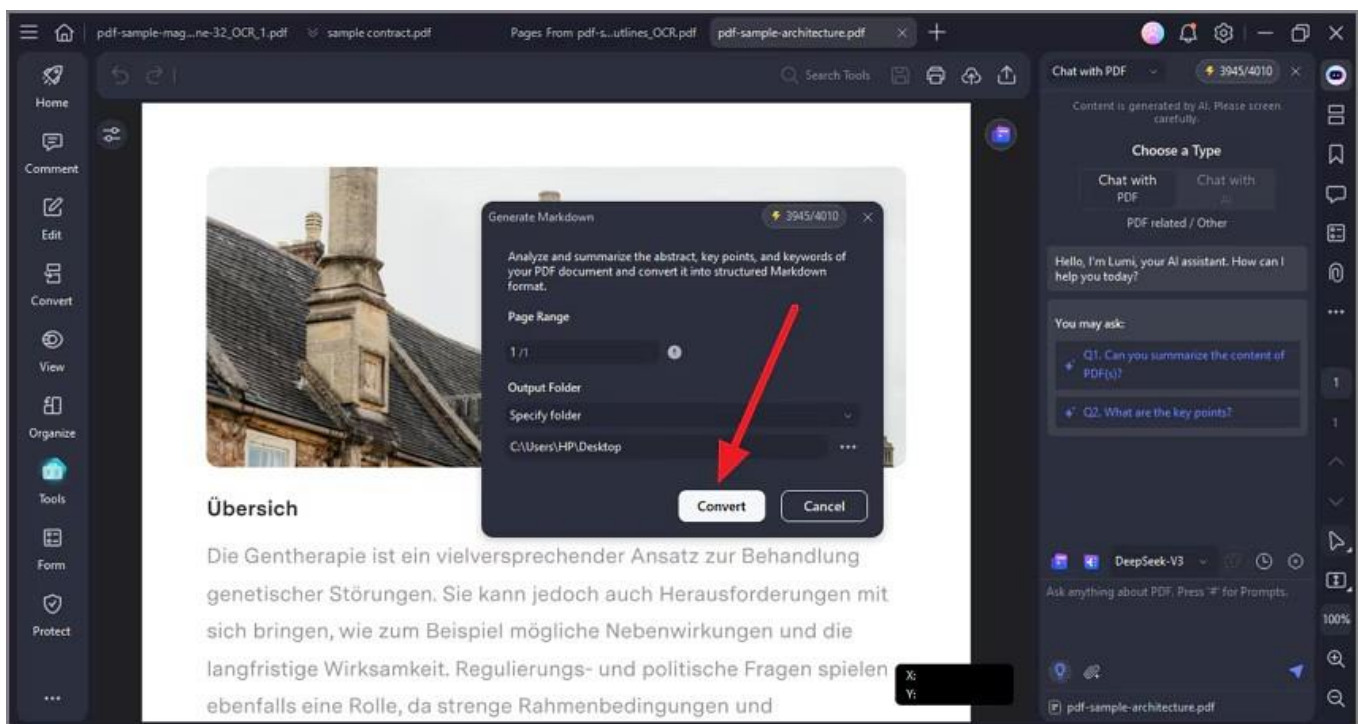 pdf-sample-mag...ne-32_OCR_1.pdf
sample contract.pdf
Pages From pdf-s...utlines_OCR.pdf
pdf-sample-architecture.pdf
Search Tools
Home
Comment
Edit
Convert
View
Organize
Tools
Form
Protect
Generate Markdown
3945/4010
Analyze and summarize the abstract, key points, and keywords of
your PDF document and convert it into structured Markdown
format.
Page Range
1 /1
Output Folder
Specify folder
C:\Users\HP\Desktop
Convert
Cancel
Übersich
Die Gentherapie ist ein vielversprechender Ansatz zur Behandlung
genetischer Störungen. Sie kann jedoch auch Herausforderungen mit
sich bringen, wie zum Beispiel mögliche Nebenwirkungen und die
langfristige Wirksamkeit. Regulierungs- und politische Fragen spielen
ebenfalls eine Rolle, da strenge Rahmenbedingungen und
X:
Y:
Chat with PDF
3945/4010
Content is generated by AI. Please screen
carefully.
Choose a Type
Chat with
PDF
Chat with
AI
PDF related / Other
Hello, I'm Lumi, your AI assistant. How can I
help you today?
You may ask:
Q1. Can you summarize the content of
PDF(s)?
Q2. What are the key points?
DeepSeek-V3
Ask anything about PDF. Press '#' for Prompts.
pdf-sample-architecture.pdf
1
1
100%